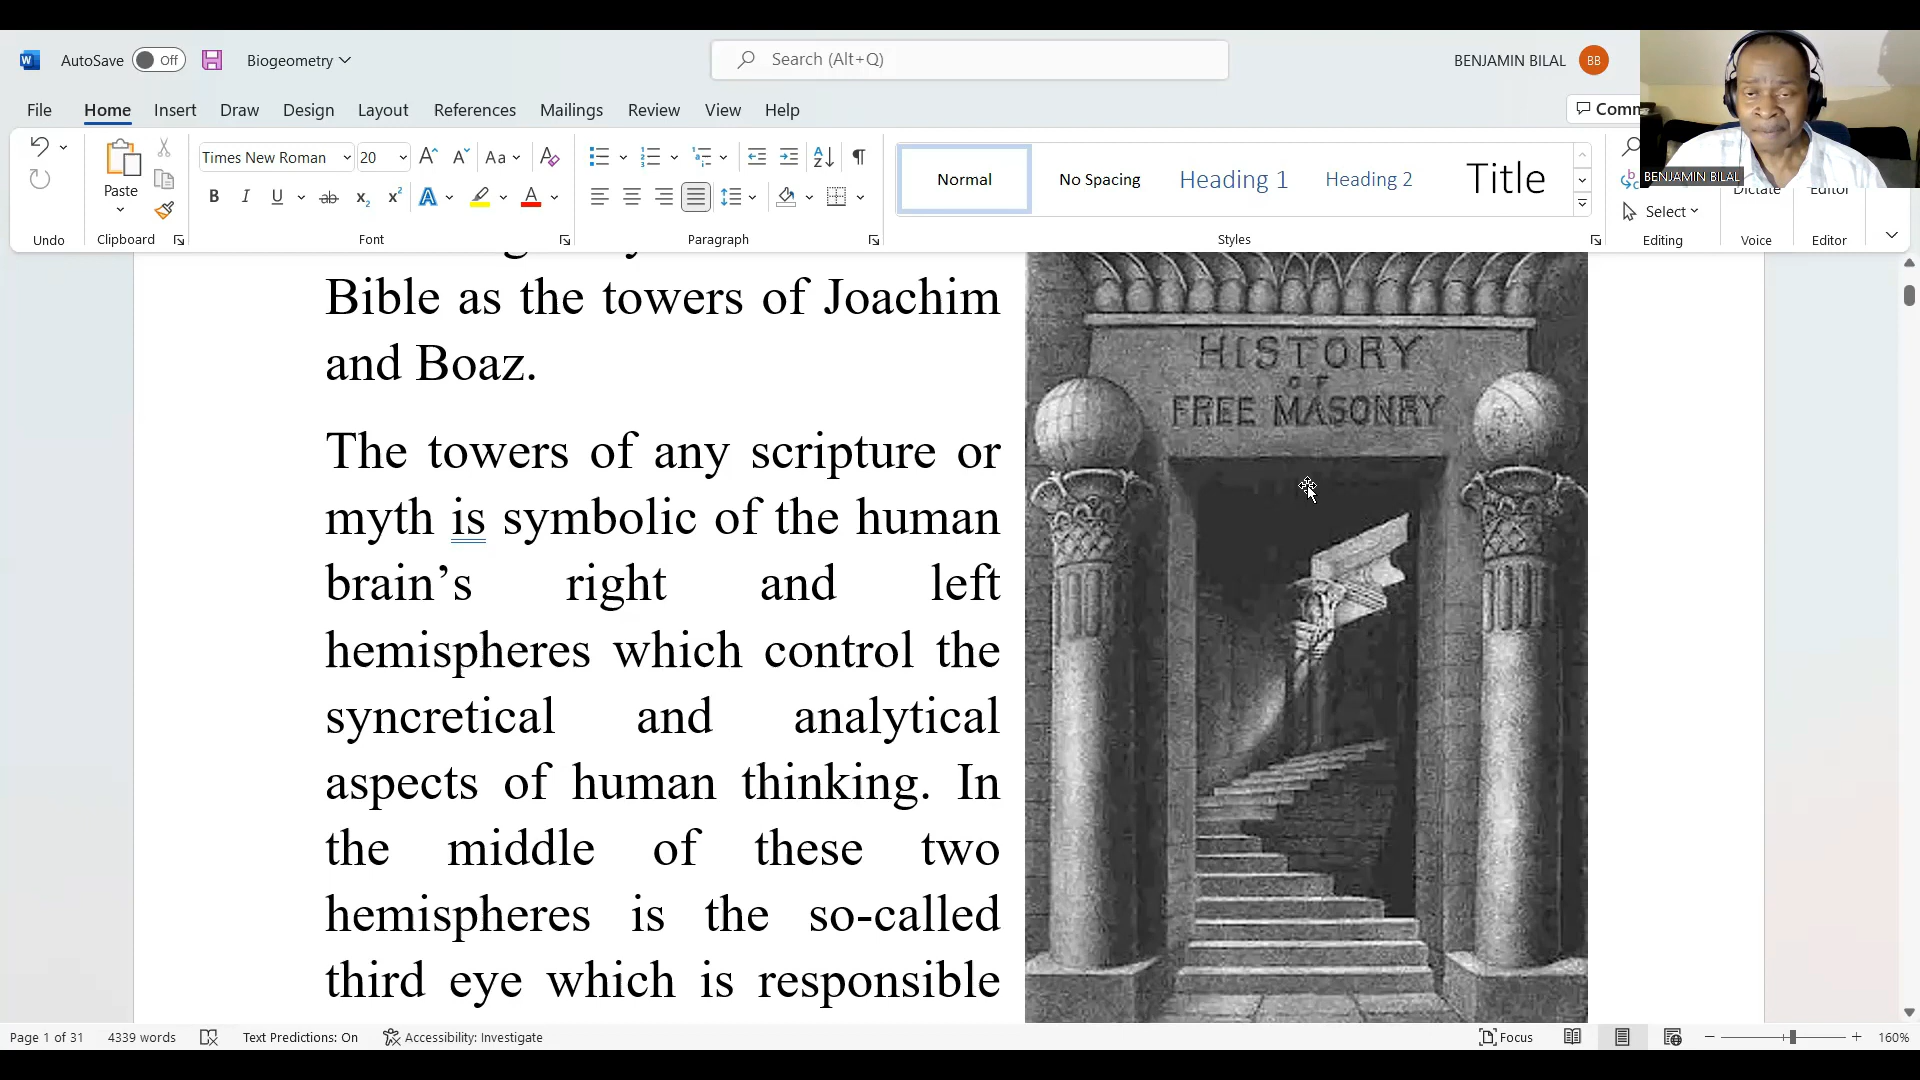 AutoSave Off Biogeometry Search (Alt+Q) BENJAMIN BILAL BB
File Home Insert Draw Design Layout References Mailings Review View Help
Times New Roman 20 Aa
Paste
Normal No Spacing Heading 1 Heading 2 Title
BENJAMIN BILAL
Select
Undo Clipboard Font Paragraph Styles Editing Voice Editor
Bible as the towers of Joachim
and Boaz.
The towers of any scripture or
myth is symbolic of the human
brain’s right and left
hemispheres which control the
syncretical and analytical
aspects of human thinking. In
the middle of these two
hemispheres is the so-called
third eye which is responsible
HISTORY
OF
FREE MASONRY
Page 1 of 31 4339 words Text Predictions: On Accessibility: Investigate Focus 160%